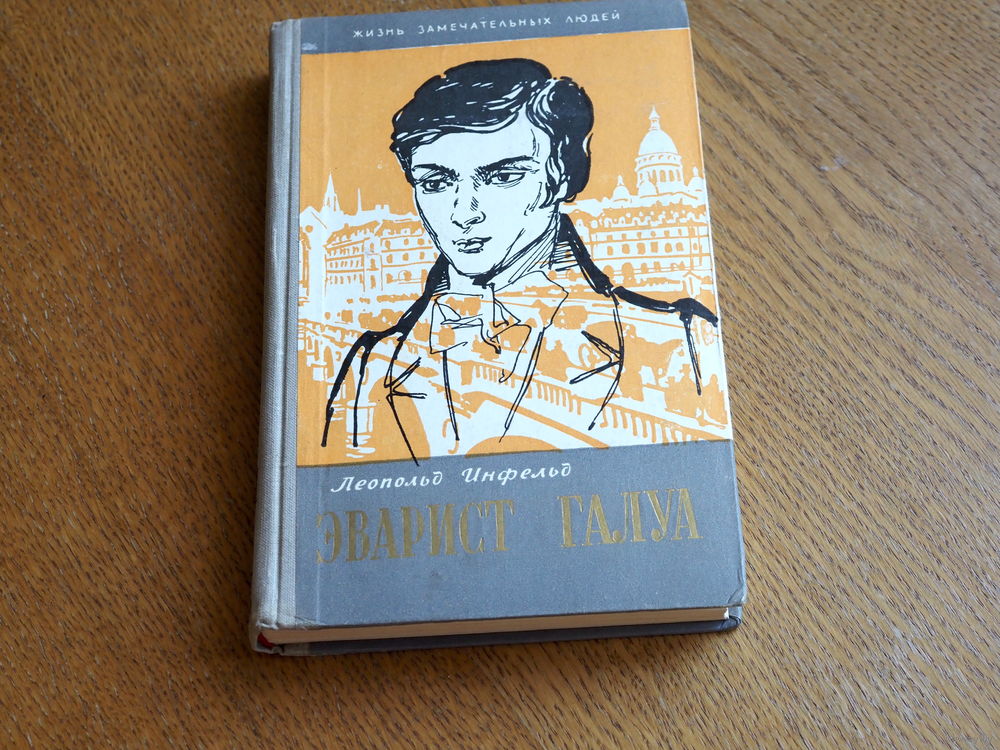 ЖИЗНЬ ЗАМЕЧАТЕЛЬНЫХ ЛЮДЕЙ
Леопольд Инфельд
ЭВАРИСТ ГАЛУА